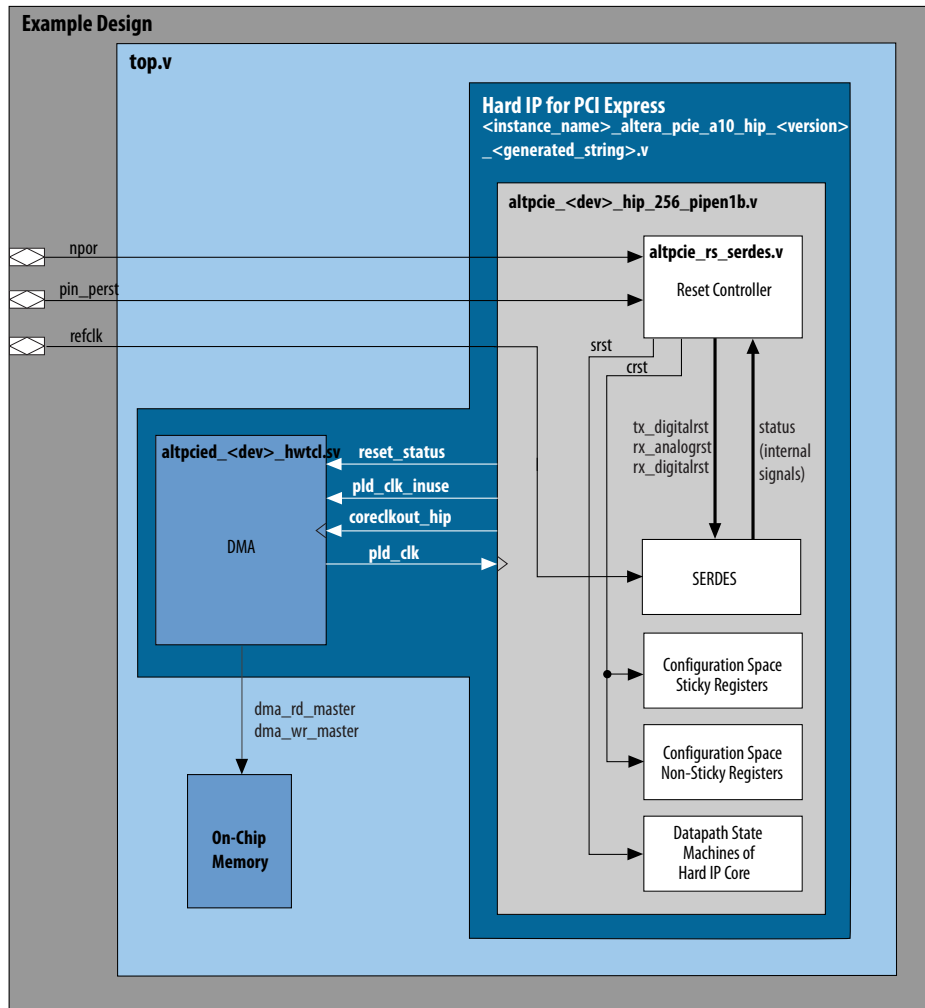 Example Design
top.v
Hard IP for PCI Express
<instance_name>_altera_pcie_a10_hip_<version>
_<generated_string>.v
altpcie_<dev>_hip_256_pipen1b.v
npor
altpcie_rs_serdes.v
Reset Controller
pin_perst
refclk
srst
crst
tx_digitalrst
rx_analogrst
rx_digitalrst
status
(internal
signals)
altpcied_<dev>_hwtcl.sv
reset_status
pld_clk_inuse
coreclkout_hip
pld_clk
DMA
SERDES
Configuration Space
Sticky Registers
dma_rd_master
dma_wr_master
Configuration Space
Non-Sticky Registers
On-Chip
Memory
Datapath State
Machines of
Hard IP Core